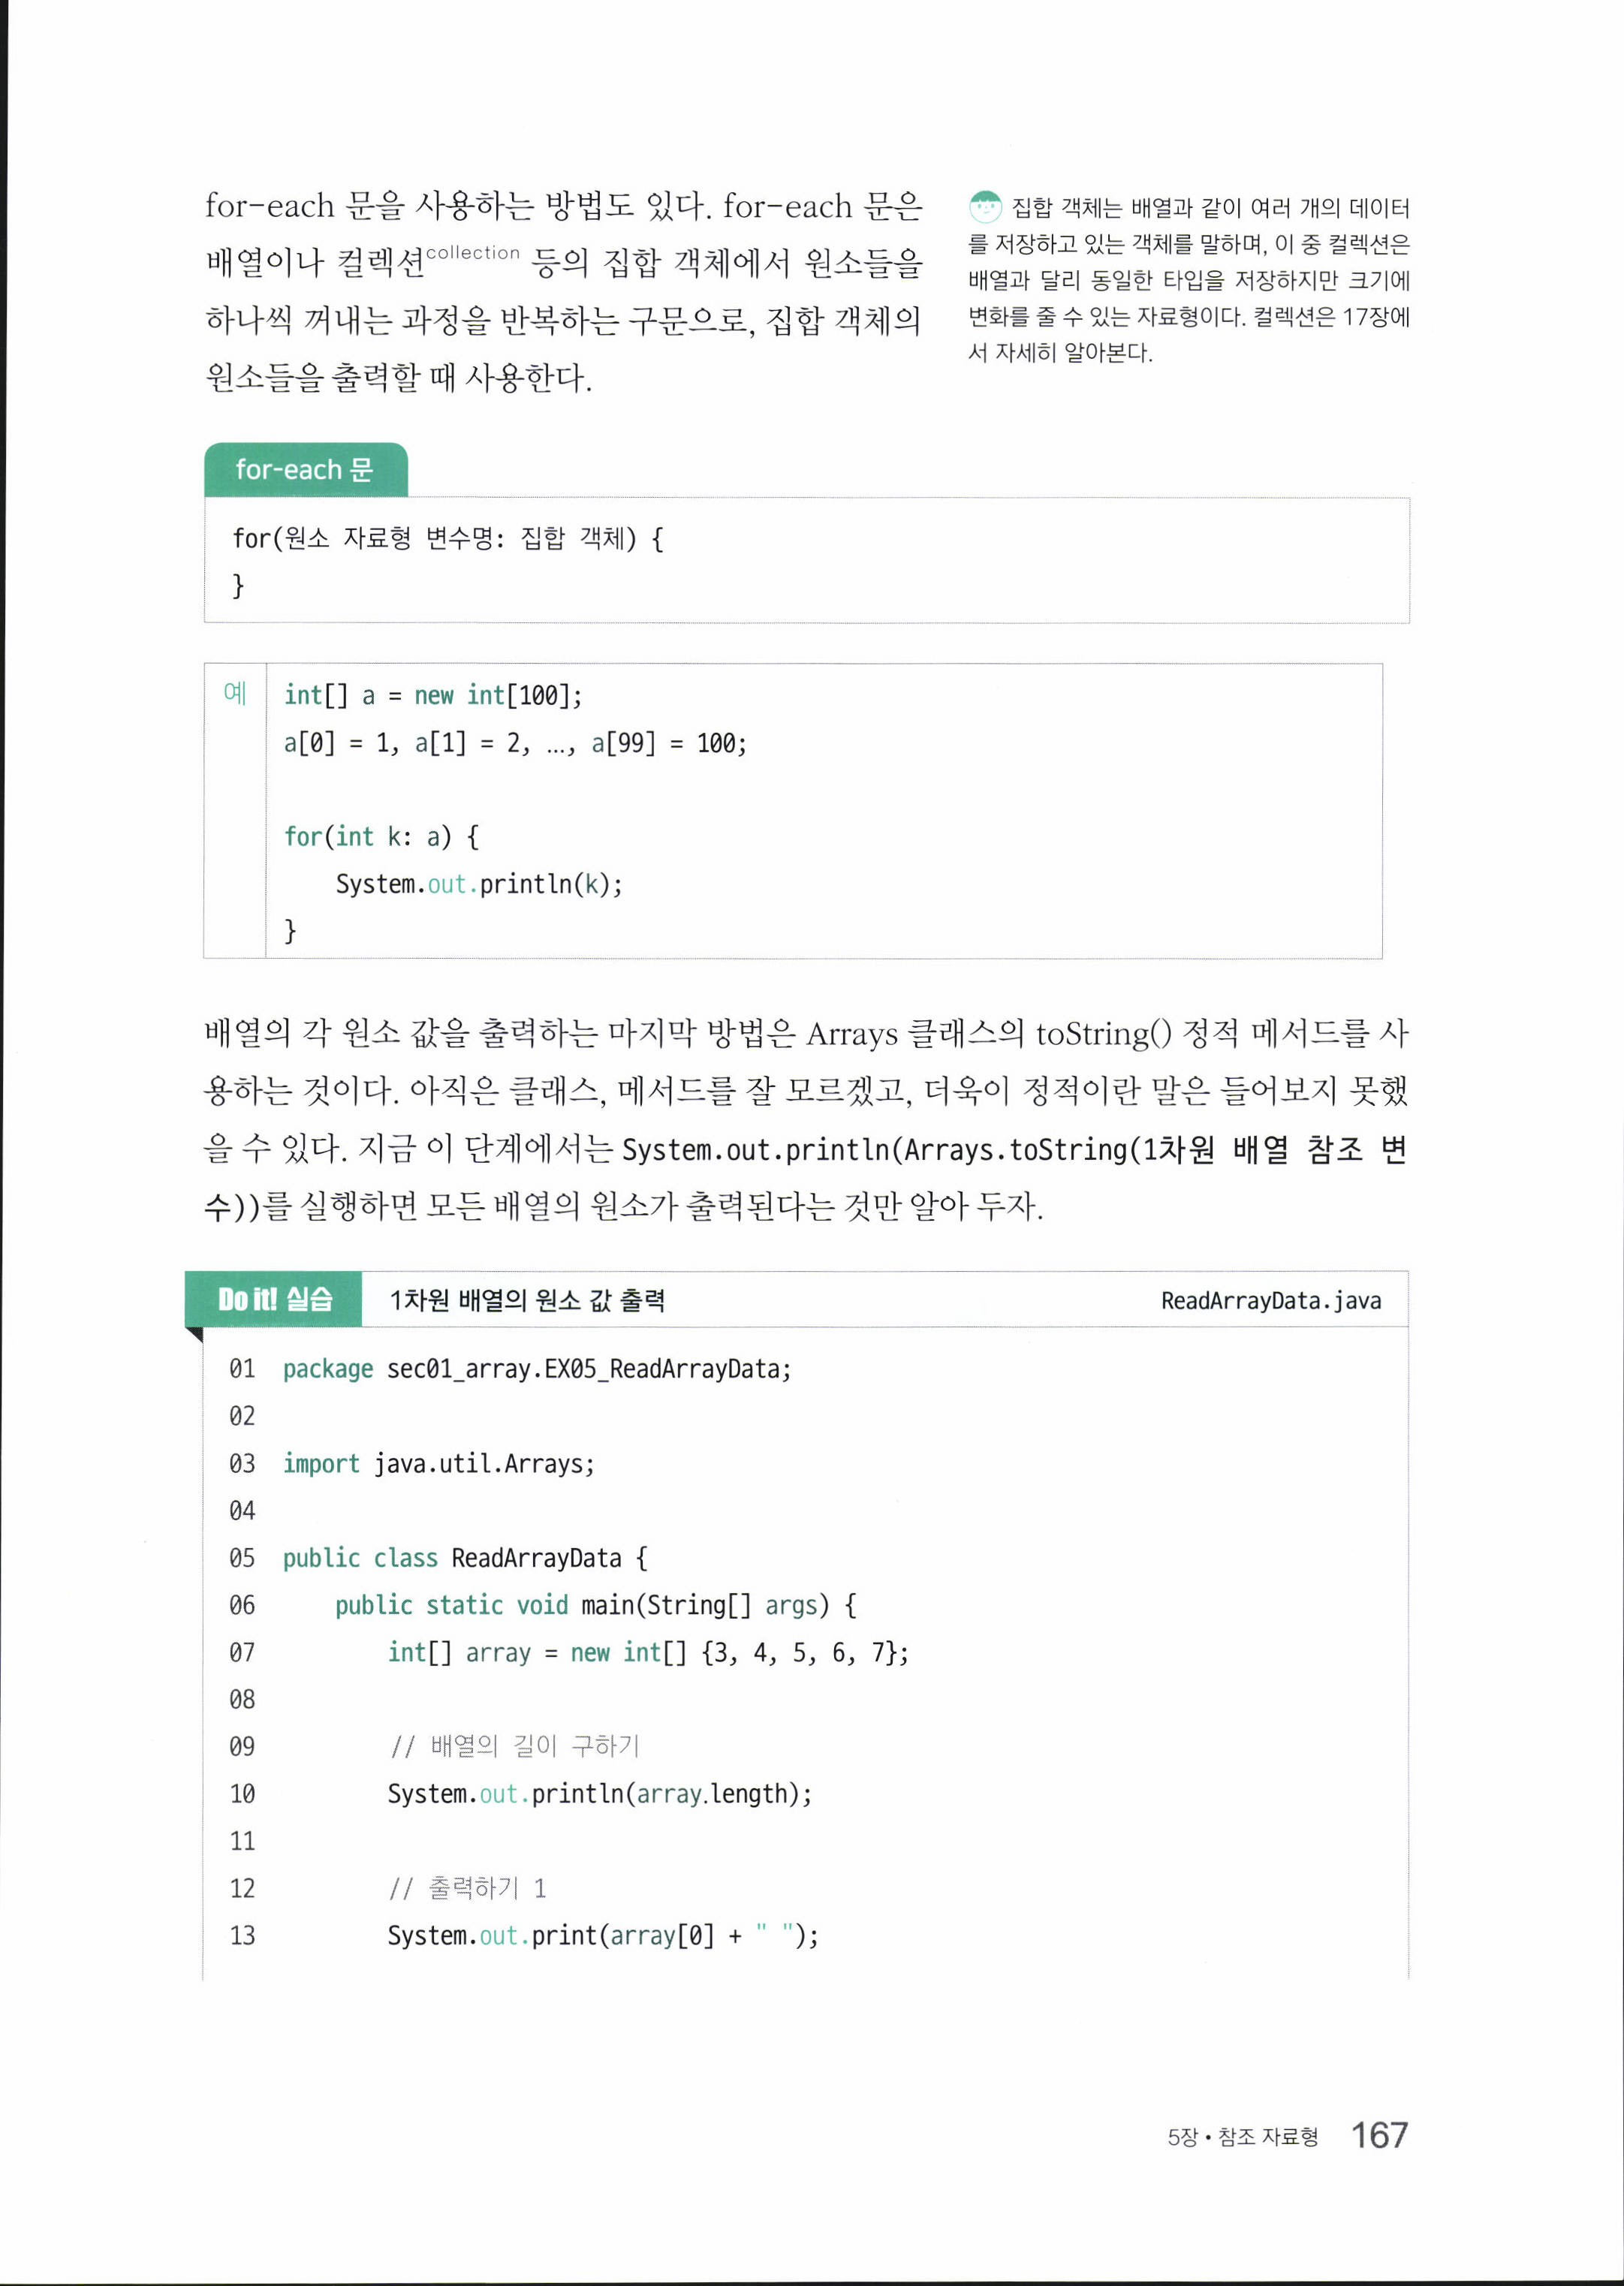 for-each 문을 사용하는 방법도 있다. for-each 문은
배열이나 컬렉션collection 등의 집합 객체에서 원소들을
하나씩 꺼내는 과정을 반복하는 구문으로, 집합 객체의
원소들을 출력할 때 사용한다.
집합 객체는 배열과 같이 여러 개의 데이터
를 저장하고 있는 객체를 말하며, 이 중 컬렉션은
배열과 달리 동일한 타입을 저장하지만 크기에
변화를 줄 수 있는 자료형이다. 컬렉션은 17장에
서 자세히 알아본다.
for-each 문
for(원소 자료형 변수명: 집합 객체) {
}
예
int[] a = new int[100];
a[0] = 1, a[1] = 2, …, a[99] = 100;
for(int k: a) {
System.out.println(k);
}
배열의 각 원소 값을 출력하는 마지막 방법은 Arrays 클래스의 toString() 정적 메서드를 사
용하는 것이다. 아직은 클래스, 메서드를 잘 모르겠고, 더욱이 정적이란 말은 들어보지 못했
을 수 있다. 지금 이 단계에서는 System.out.println(Arrays.toString(1차원 배열 참조 변
수))를 실행하면 모든 배열의 원소가 출력된다는 것만 알아 두자.
Do it! 실습 1차원 배열의 원소 값 출력 ReadArrayData.java
01 package sec01_array.EX05_ReadArrayData;
02
03 import java.util.Arrays;
04
05 public class ReadArrayData {
06 public static void main(String[] args) {
07 int[] array = new int[] {3, 4, 5, 6, 7};
08
09 // 배열의 길이 구하기
10 System.out.println(array.length);
11
12 // 출력하기 1
13 System.out.print(array[0] + " ");
5장 • 참조 자료형 167